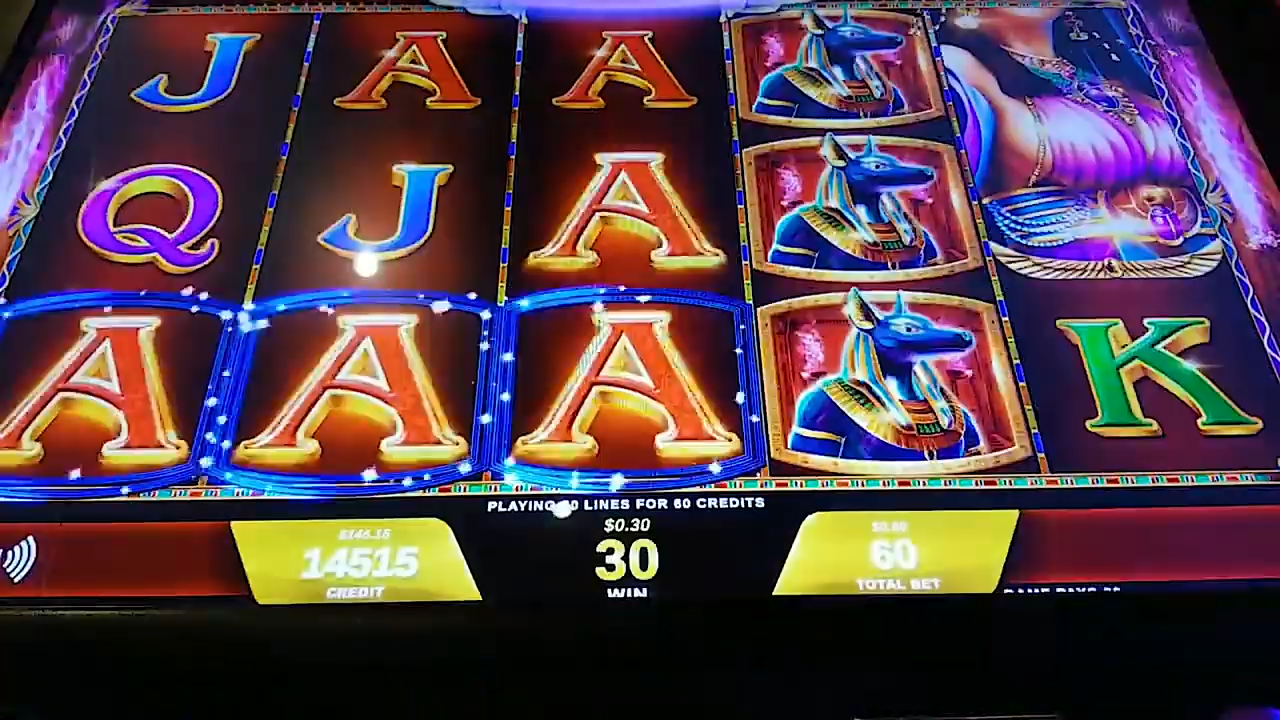 J A A
Q J A
A A A K
PLAYING LINES FOR 60 CREDITS
$0.30
14515 30 60
CREDIT WIN TOTAL BET